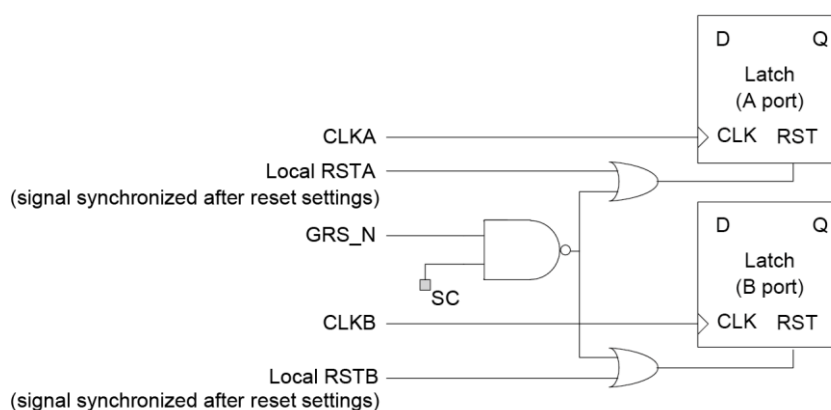 D Q
Latch
(A port)
CLKA
CLK RST
Local RSTA
(signal synchronized after reset settings)
GRS_N
D Q
SC
Latch
(B port)
CLKB
CLK RST
Local RSTB
(signal synchronized after reset settings)